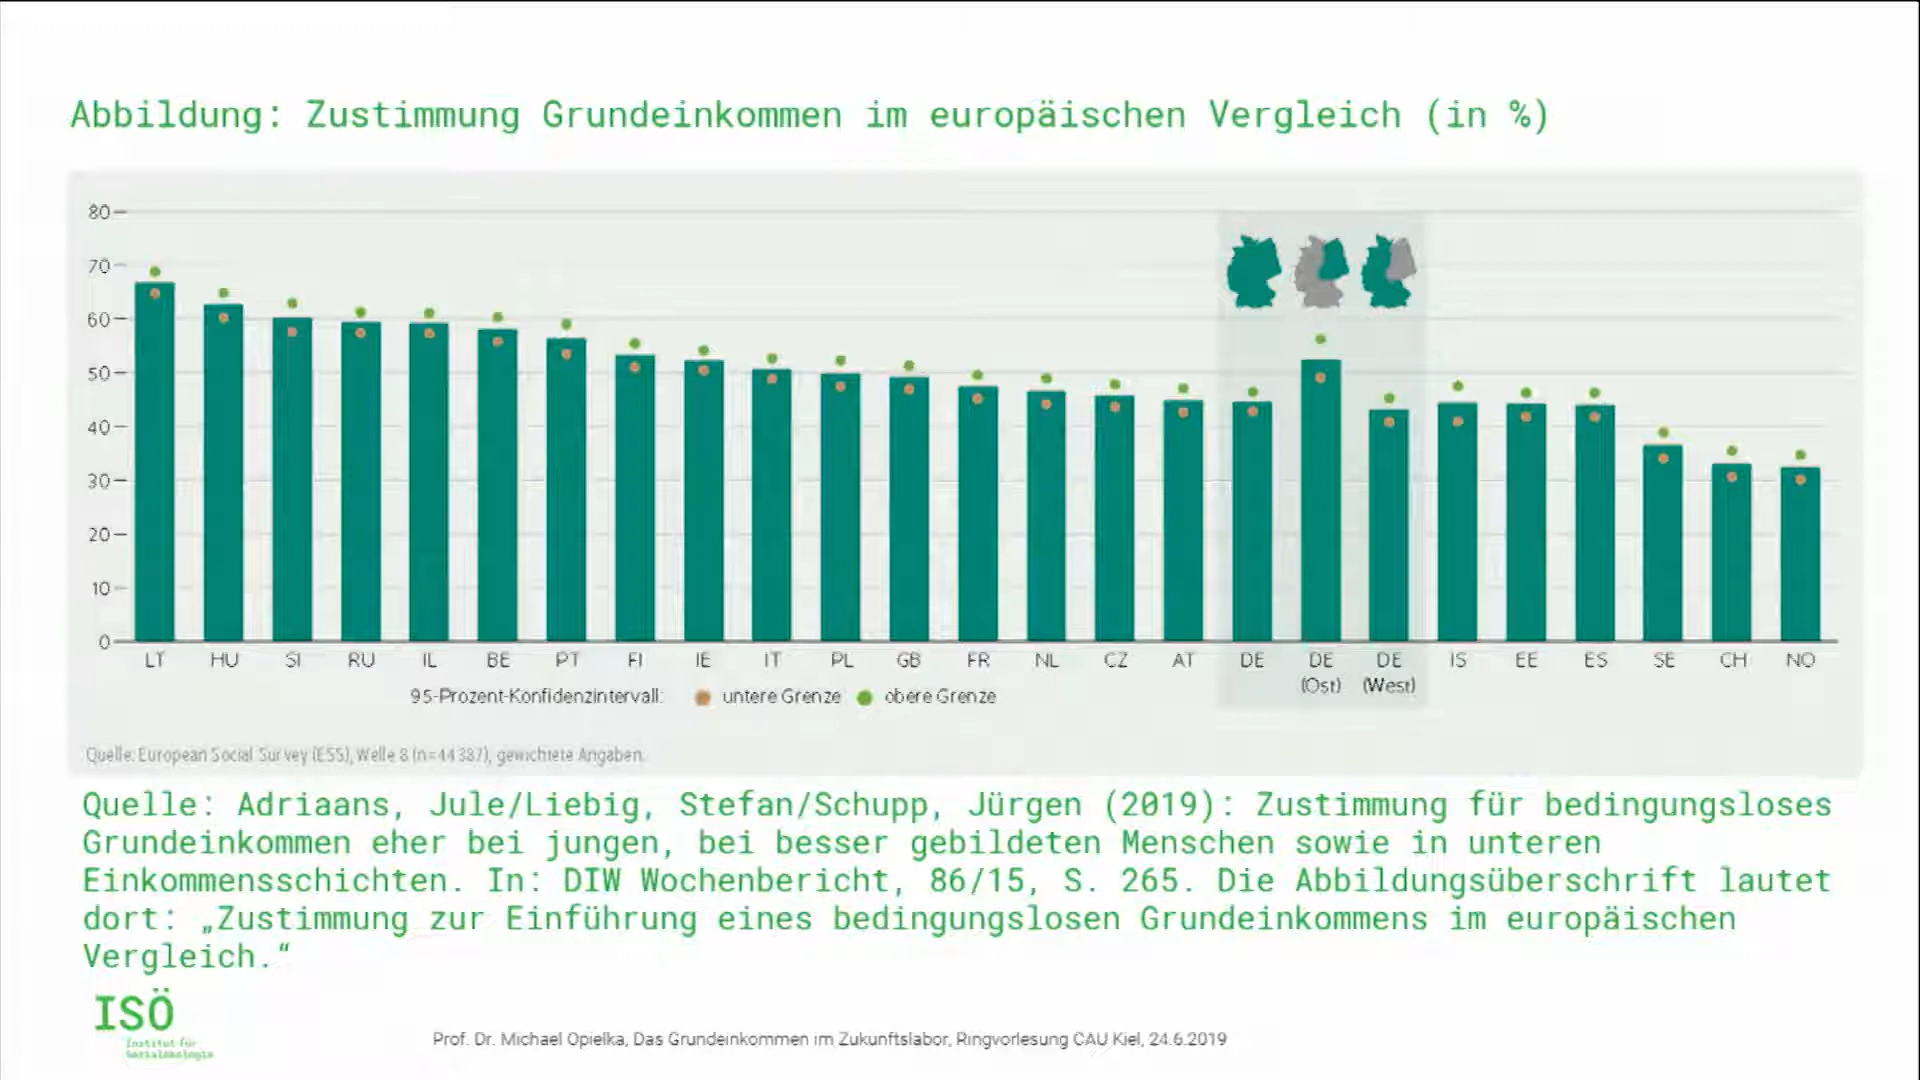 Abbildung: Zustimmung Grundeinkommen im europäischen Vergleich (in %)
80
70
60
50
40
30
20
10
0
LT HU SI RU IL BE PT FI IE IT PL GB FR NL CZ AT DE DE DE IS EE ES SE CH NO
(Ost) (West)
95-Prozent-Konfidenzintervall: untere Grenze obere Grenze
Quelle: European Social Survey (ESS), Welle 8 (n=44 387), gewichtete Angaben.
Quelle: Adriaans, Jule/Liebig, Stefan/Schupp, Jürgen (2019): Zustimmung für bedingungsloses
Grundeinkommen eher bei jungen, bei besser gebildeten Menschen sowie in unteren
Einkommensschichten. In: DIW Wochenbericht, 86/15, S. 265. Die Abbildungsüberschrift lautet
dort: „Zustimmung zur Einführung eines bedingungslosen Grundeinkommens im europäischen
Vergleich.“
ISÖ
Institut für
Sozialökologie
Prof. Dr. Michael Opielka, Das Grundeinkommen im Zukunftslabor, Ringvorlesung CAU Kiel, 24.6.2019